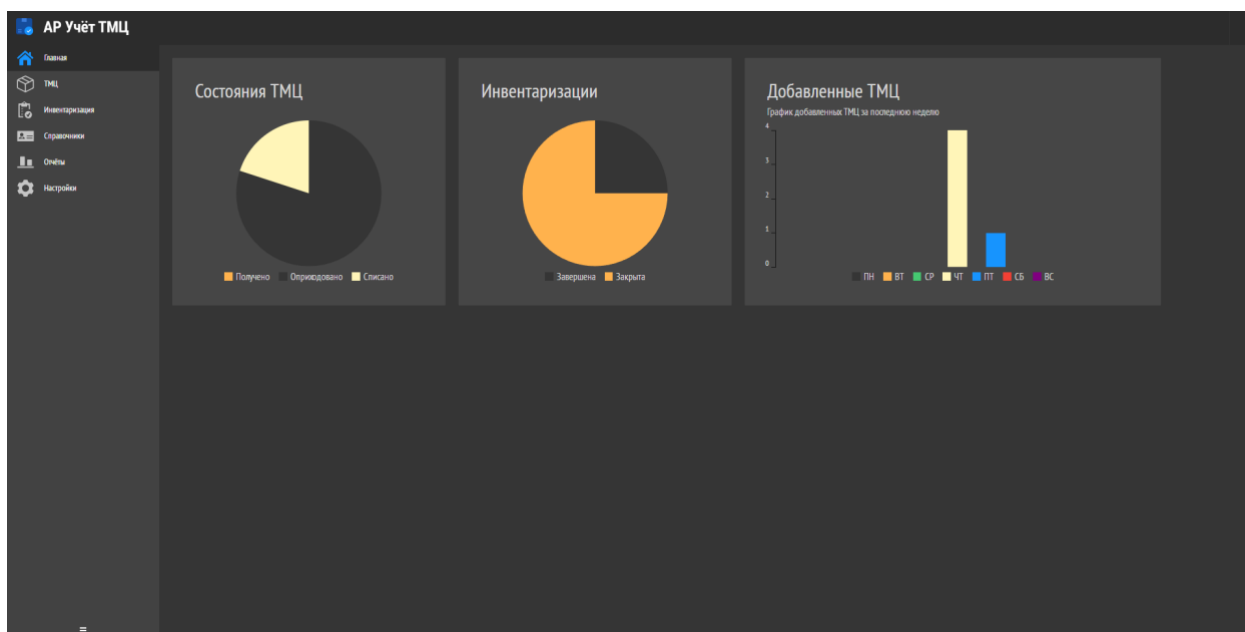 АР Учёт ТМЦ
Главная
ТМЦ
Инвентаризация
Справочники
Отчёты
Настройки
Состояния ТМЦ
Получено Оприходовано Списано
Инвентаризации
Завершена Закрыта
Добавленные ТМЦ
График добавленных ТМЦ за последнюю неделю
4
3
2
1
0
ПН ВТ СР ЧТ ПТ СБ ВС